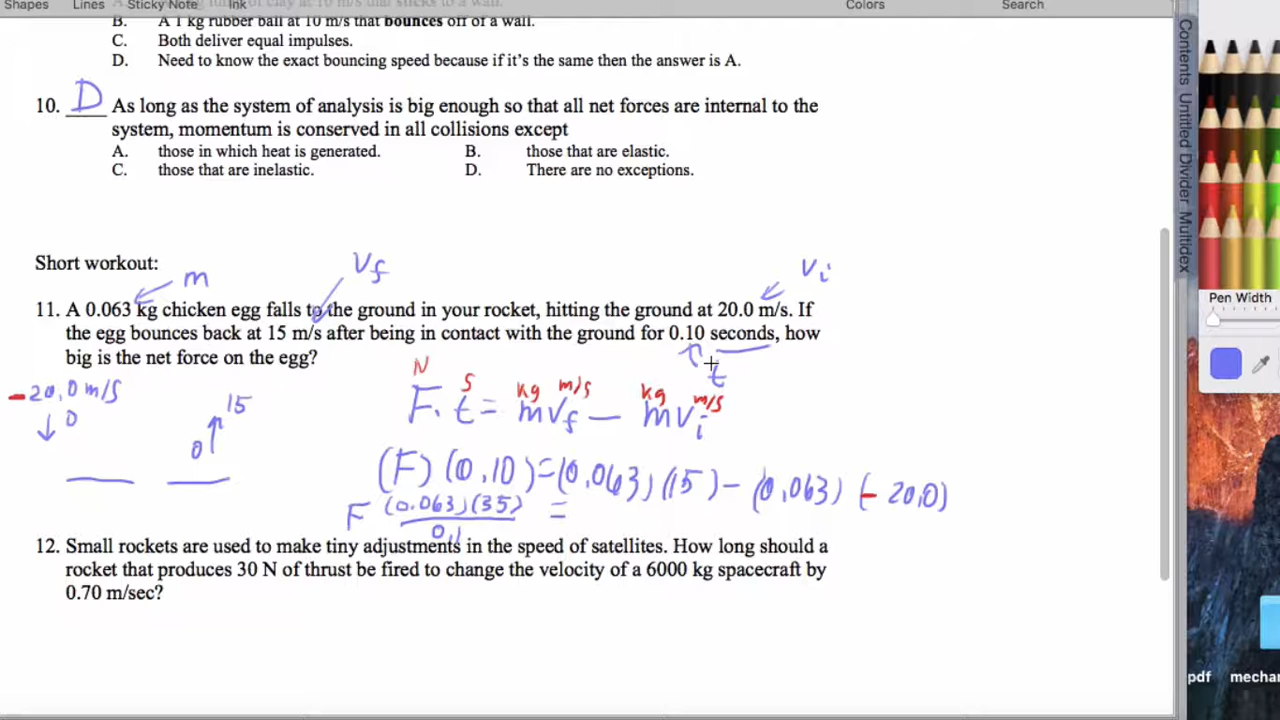 Shapes Lines Sticky Note Ink Colors Search
B. A 1 kg rubber ball at 10 m/s that bounces off of a wall.
C. Both deliver equal impulses.
D. Need to know the exact bouncing speed because if it's the same then the answer is A.
10. D As long as the system of analysis is big enough so that all net forces are internal to the
system, momentum is conserved in all collisions except
A. those in which heat is generated. B. those that are elastic.
C. those that are inelastic. D. There are no exceptions.
Short workout:
m
Vf
Vi
11. A 0.063 kg chicken egg falls to the ground in your rocket, hitting the ground at 20.0 m/s. If
the egg bounces back at 15 m/s after being in contact with the ground for 0.10 seconds, how
big is the net force on the egg?
t
N s kg m/s kg m/s
F. t = mvf - mvi
-20.0 m/s
↓0
0↑15
(F)(0.10)=(0.063)(15)-(0.063)(-20.0)
F (0.063)(35) =
0.1
12. Small rockets are used to make tiny adjustments in the speed of satellites. How long should a
rocket that produces 30 N of thrust be fired to change the velocity of a 6000 kg spacecraft by
0.70 m/sec?
Contents Untitled Divider Multidex
Pen Width
pdf mechan